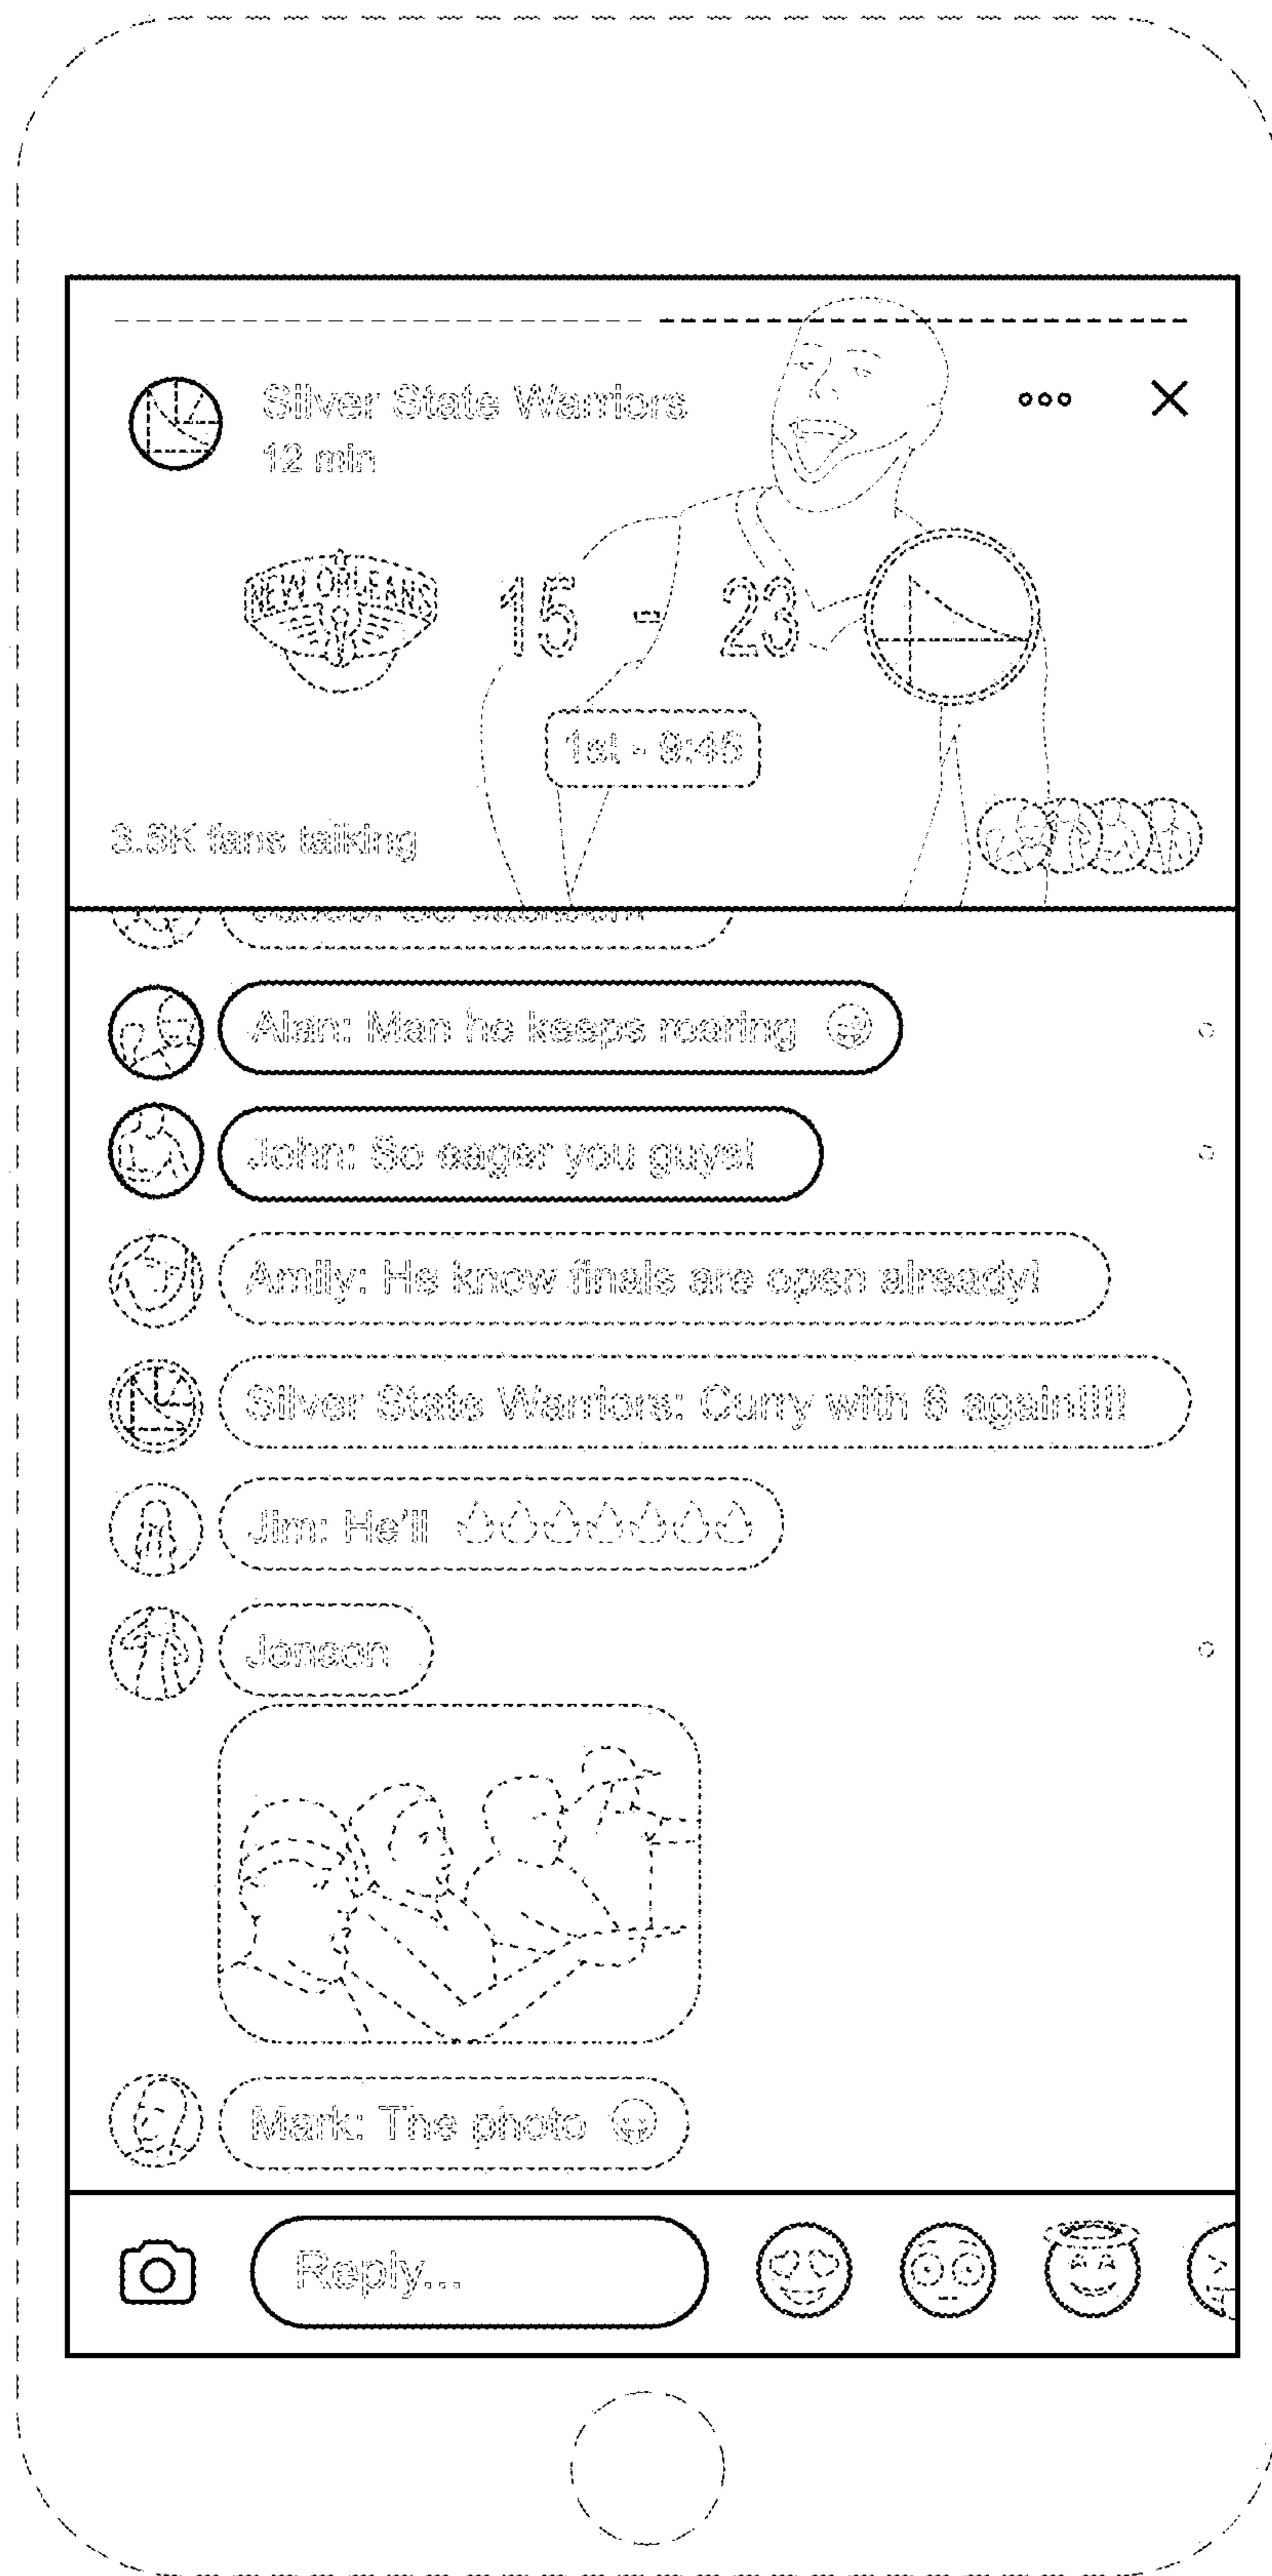 Silver State Warriors
12 min
NEW ORLEANS
15 - 23
1st - 9:45
3.5K fans talking
Alan: Man he keeps roaring
John: So eager you guys!
Amily: He know finals are open already!
Silver State Warriors: Curry with 6 again!!!!
Jim: He'll
Jonson
Mark: The photo
Reply...